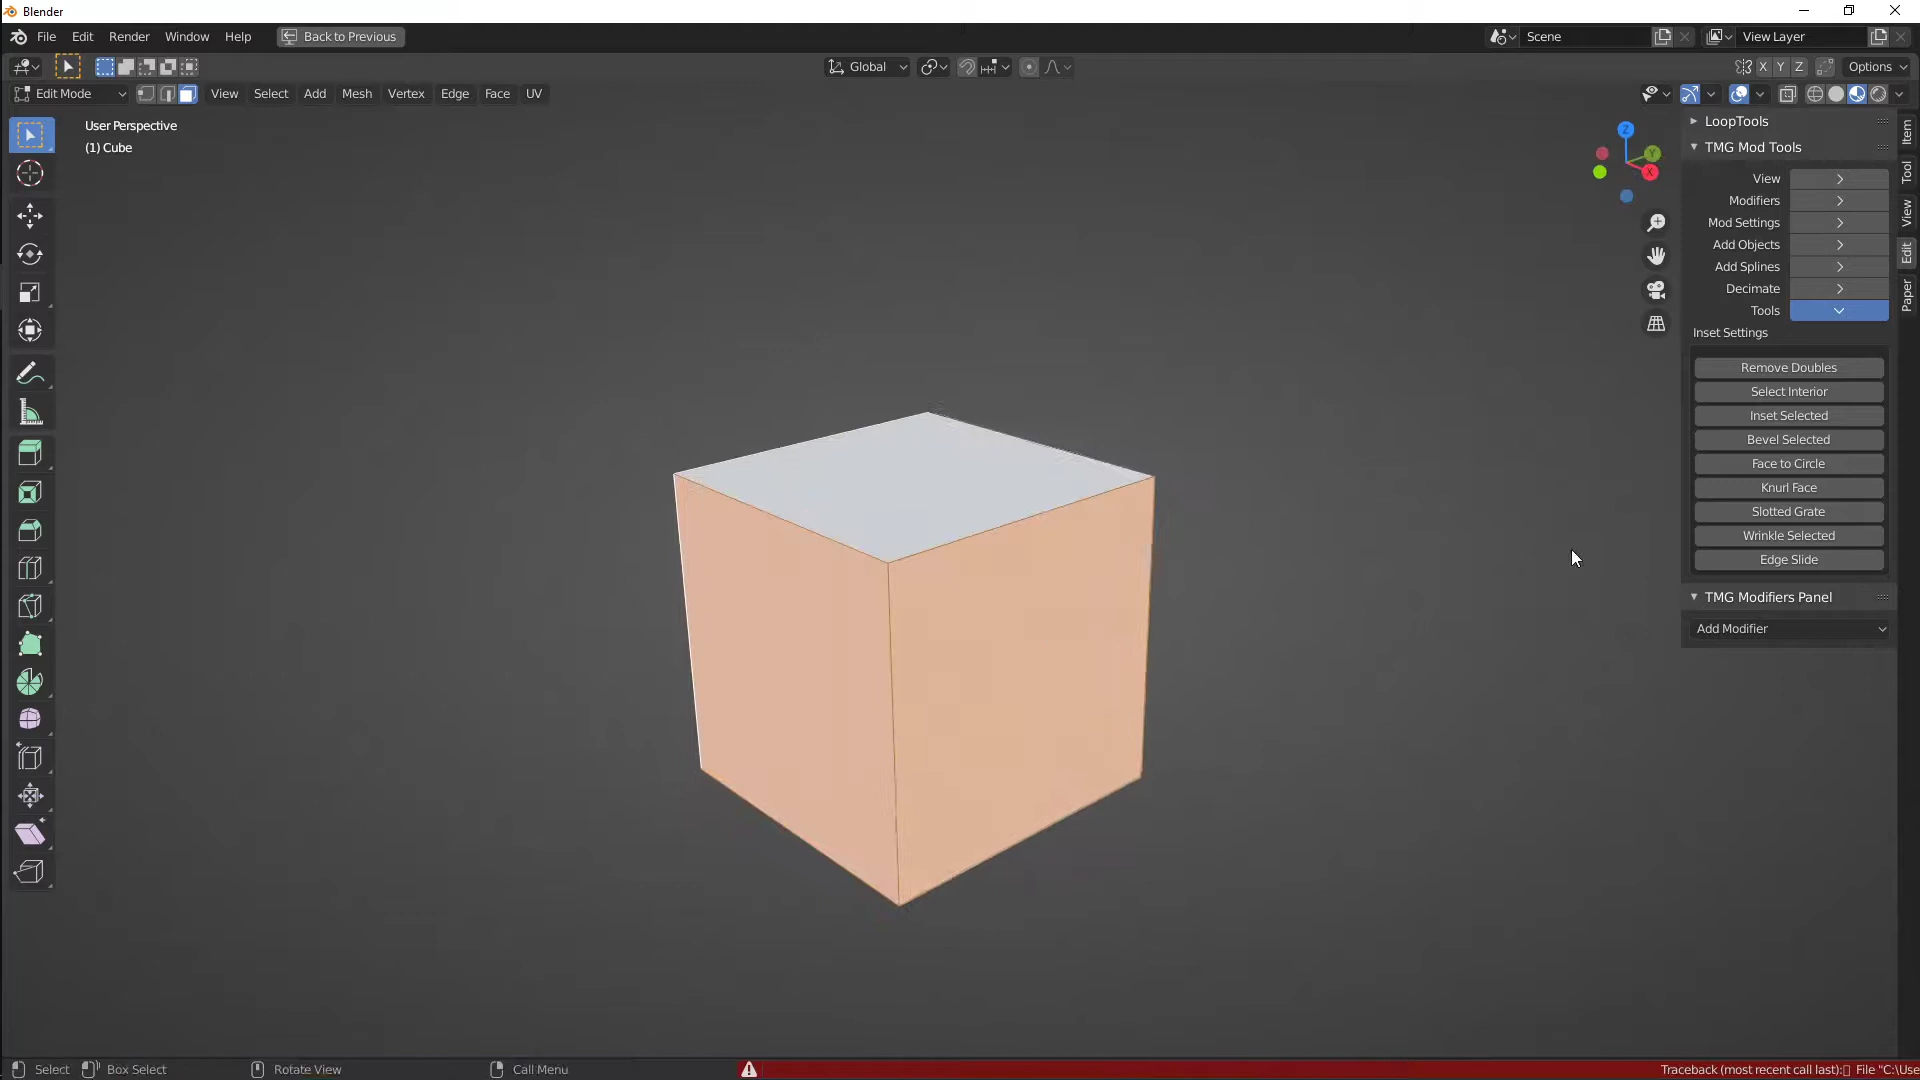 Blender
File Edit Render Window Help Back to Previous Scene View Layer
Global X Y Z Options
Edit Mode View Select Add Mesh Vertex Edge Face UV
User Perspective
(1) Cube
Z
Y
X
LoopTools
TMG Mod Tools
View
Modifiers
Mod Settings
Add Objects
Add Splines
Decimate
Tools
Inset Settings
Remove Doubles
Select Interior
Inset Selected
Bevel Selected
Face to Circle
Knurl Face
Slotted Grate
Wrinkle Selected
Edge Slide
TMG Modifiers Panel
Add Modifier
Item
Tool
View
Edit
Paper
Select Box Select Rotate View Call Menu Traceback (most recent call last): File "C:\Use